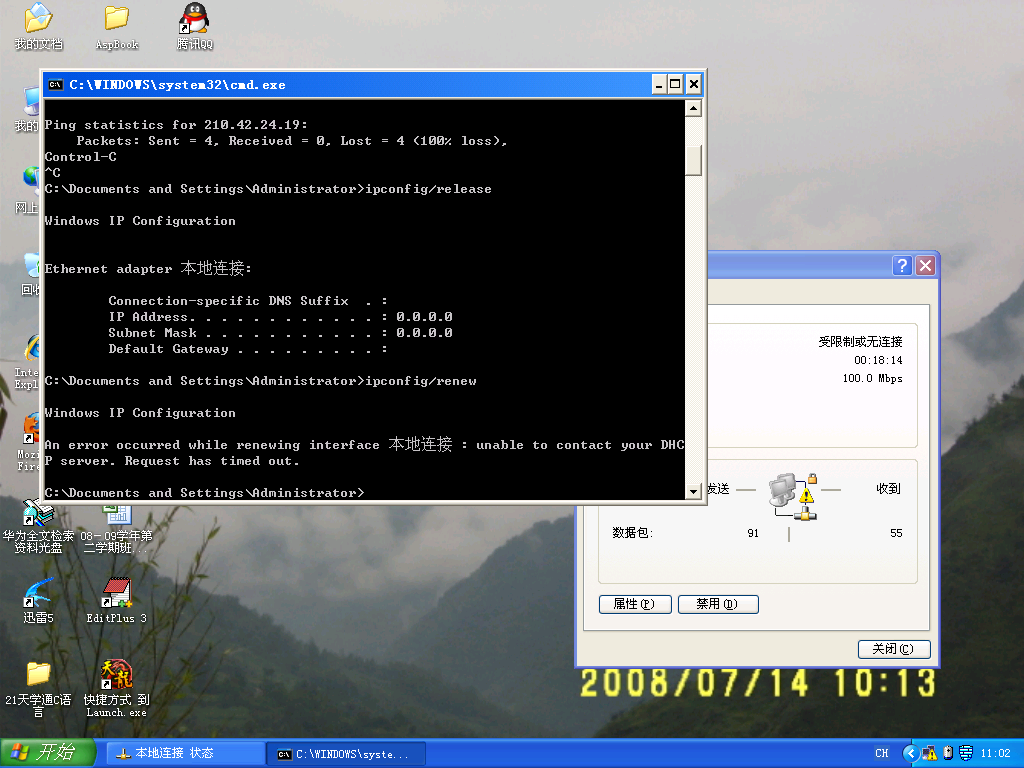 我的文档
AspBook
腾讯QQ
C:\WINDOWS\system32\cmd.exe
Ping statistics for 210.42.24.19:
Packets: Sent = 4, Received = 0, Lost = 4 (100% loss),
Control-C
^C
C:\Documents and Settings\Administrator>ipconfig/release
Windows IP Configuration
Ethernet adapter 本地连接:
Connection-specific DNS Suffix . :
IP Address. . . . . . . . . . . . : 0.0.0.0
Subnet Mask . . . . . . . . . . . : 0.0.0.0
Default Gateway . . . . . . . . . :
C:\Documents and Settings\Administrator>ipconfig/renew
Windows IP Configuration
An error occurred while renewing interface 本地连接 : unable to contact your DHC
P server. Request has timed out.
C:\Documents and Settings\Administrator>
我的
网上
回收
Inte
Expl
Mozi
Fire
受限制或无连接
00:18:14
100.0 Mbps
发送
收到
数据包:
91
55
属性(P)
禁用(D)
关闭(C)
华为全文检索
资料光盘
08-09学年第
二学期班...
迅雷5
EditPlus 3
21天学通C语
言
快捷方式 到
Launch.exe
2008/07/14 10:13
开始
本地连接 状态
C:\WINDOWS\syste...
CH
11:02